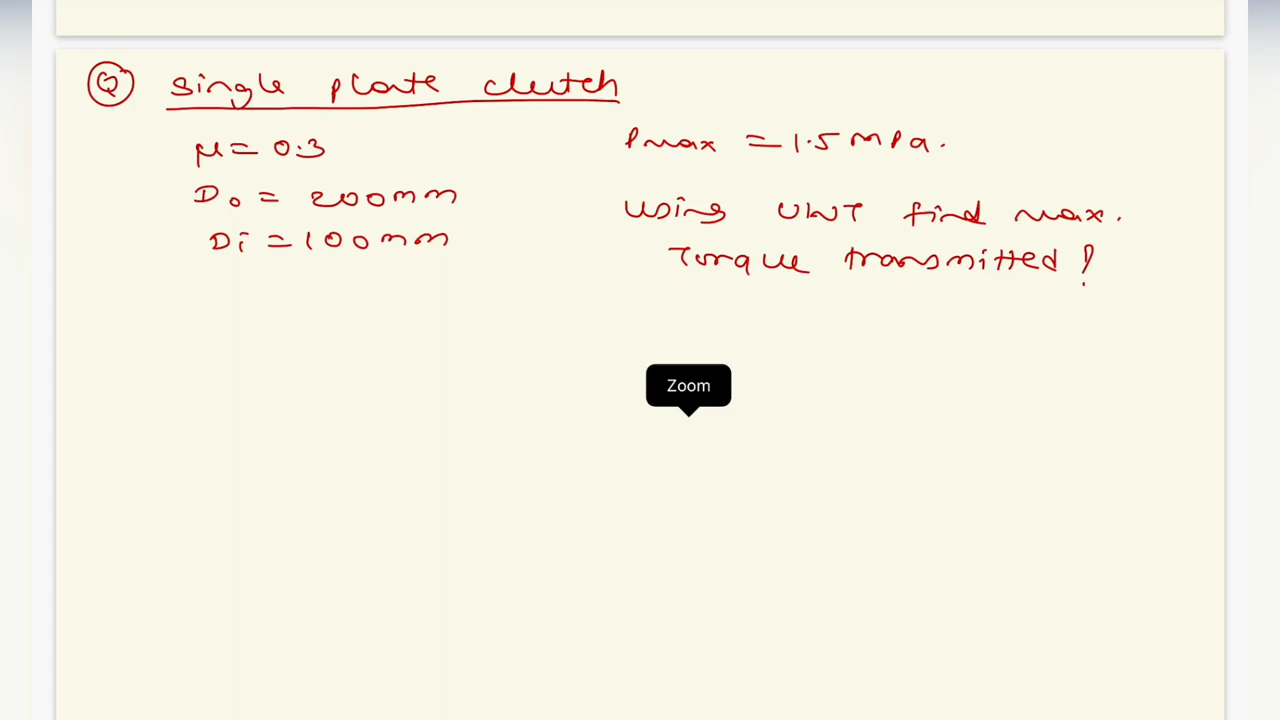 Q single plate clutch
μ = 0.3
Do = 200mm
Di = 100mm
Pmax = 1.5 mPa.
Using UWT find max.
Torque transmitted ?
Zoom